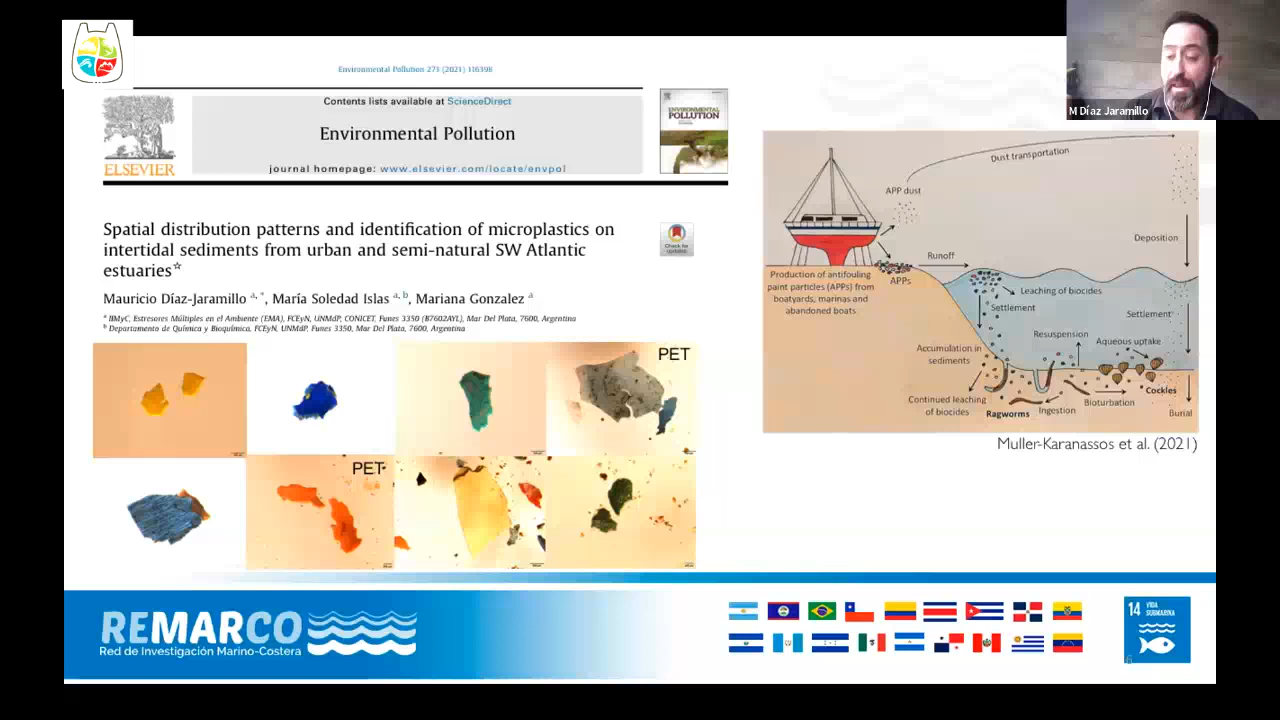 M Díaz Jaramillo
Environmental Pollution 273 (2021) 116398
Contents lists available at ScienceDirect
Environmental Pollution
journal homepage: www.elsevier.com/locate/envpol
ELSEVIER
ENVIRONMENTAL
POLLUTION
Spatial distribution patterns and identification of microplastics on
intertidal sediments from urban and semi-natural SW Atlantic
estuaries☆
Check for
updates
Mauricio Díaz-Jaramillo a, *, María Soledad Islas a, b, Mariana Gonzalez a
a IIMyC, Estresores Múltiples en el Ambiente (EMA), FCEyN, UNMdP, CONICET, Funes 3350 (B7602AYL), Mar Del Plata, 7600, Argentina
b Departamento de Química y Bioquímica, FCEyN, UNMdP, Funes 3350, Mar Del Plata, 7600, Argentina
PET
PET
Dust transportation
APP dust
Deposition
Runoff
Production of antifouling
paint particles (APPs) from
boatyards, marinas and
abandoned boats.
APPs
Leaching of biocides
Settlement
Settlement
Resuspension
Aqueous uptake
Accumulation in
sediments
Cockles
Continued leaching
of biocides
Ragworms
Ingestion
Bioturbation
Burial
Muller-Karanassos et al. (2021)
REMARCO
Red de Investigación Marino-Costera
14 VIDA
SUBMARINA
6